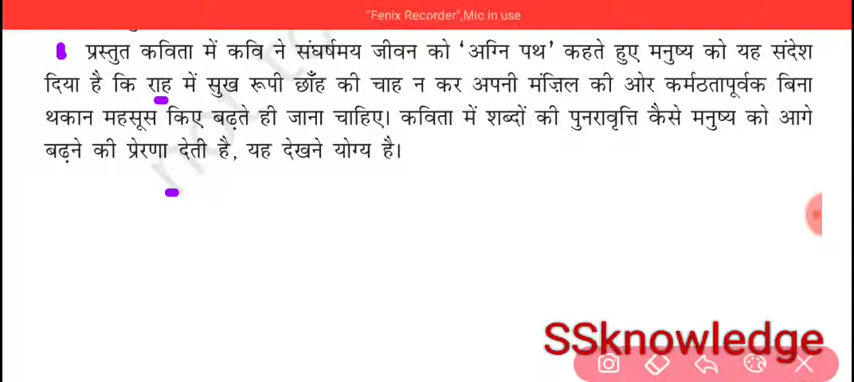 "Fenix Recorder",Mic in use
प्रस्तुत कविता में कवि ने संघर्षमय जीवन को ‘अग्नि पथ’ कहते हुए मनुष्य को यह संदेश
दिया है कि राह में सुख रूपी छाँह की चाह न कर अपनी मंज़िल की ओर कर्मठतापूर्वक बिना
थकान महसूस किए बढ़ते ही जाना चाहिए। कविता में शब्दों की पुनरावृत्ति कैसे मनुष्य को आगे
बढ़ने की प्रेरणा देती है, यह देखने योग्य है।
SSknowledge